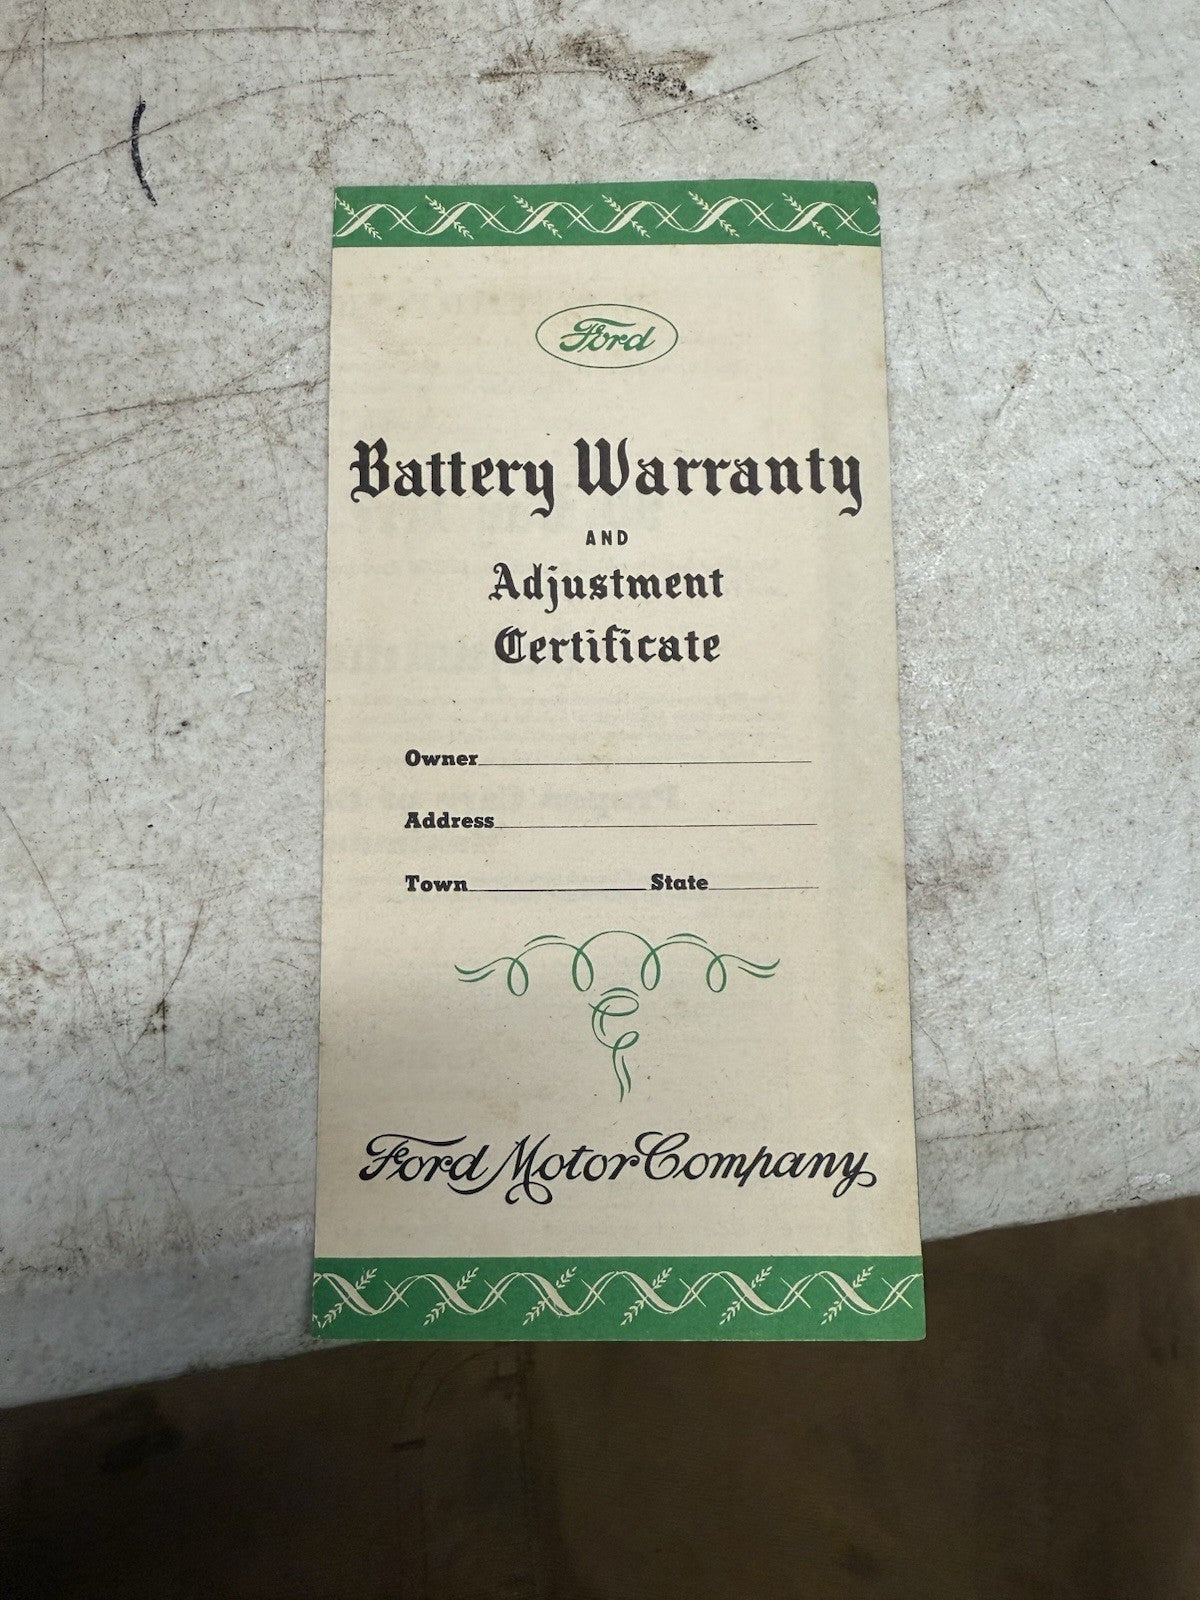 Ford
Battery Warranty
AND
Adjustment
Certificate
Owner
Address
Town State
Ford Motor Company